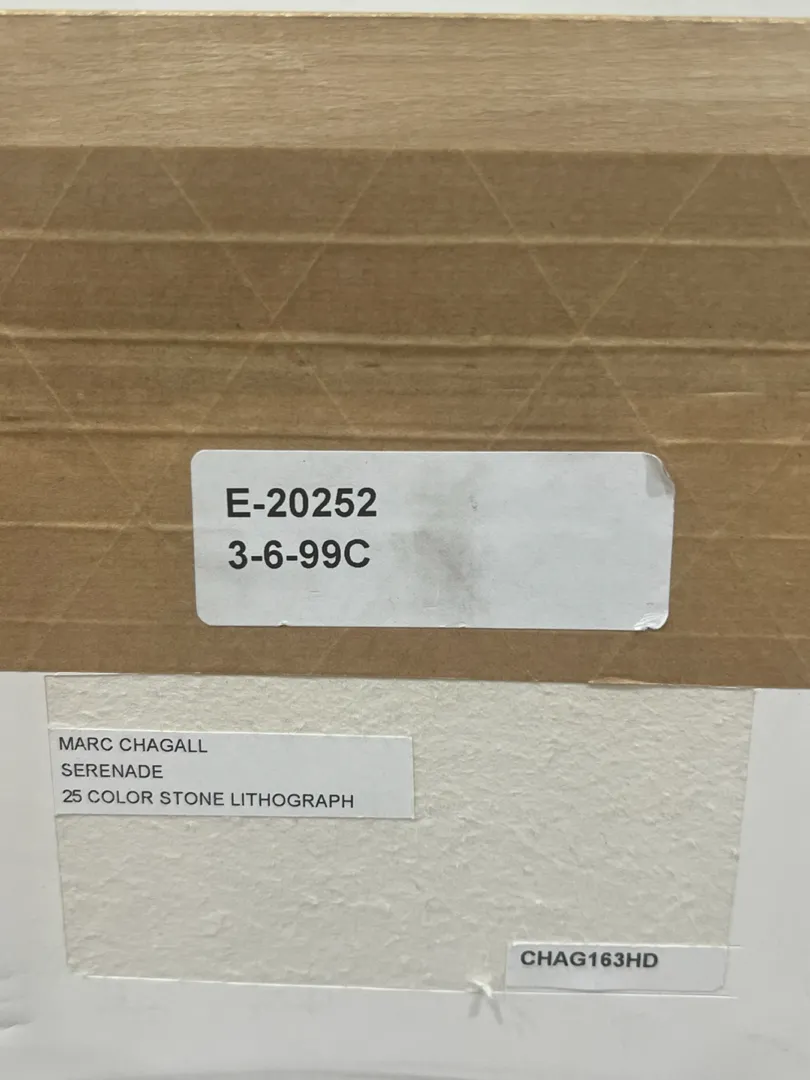 E-20252
3-6-99C
MARC CHAGALL
SERENADE
25 COLOR STONE LITHOGRAPH
CHAG163HD